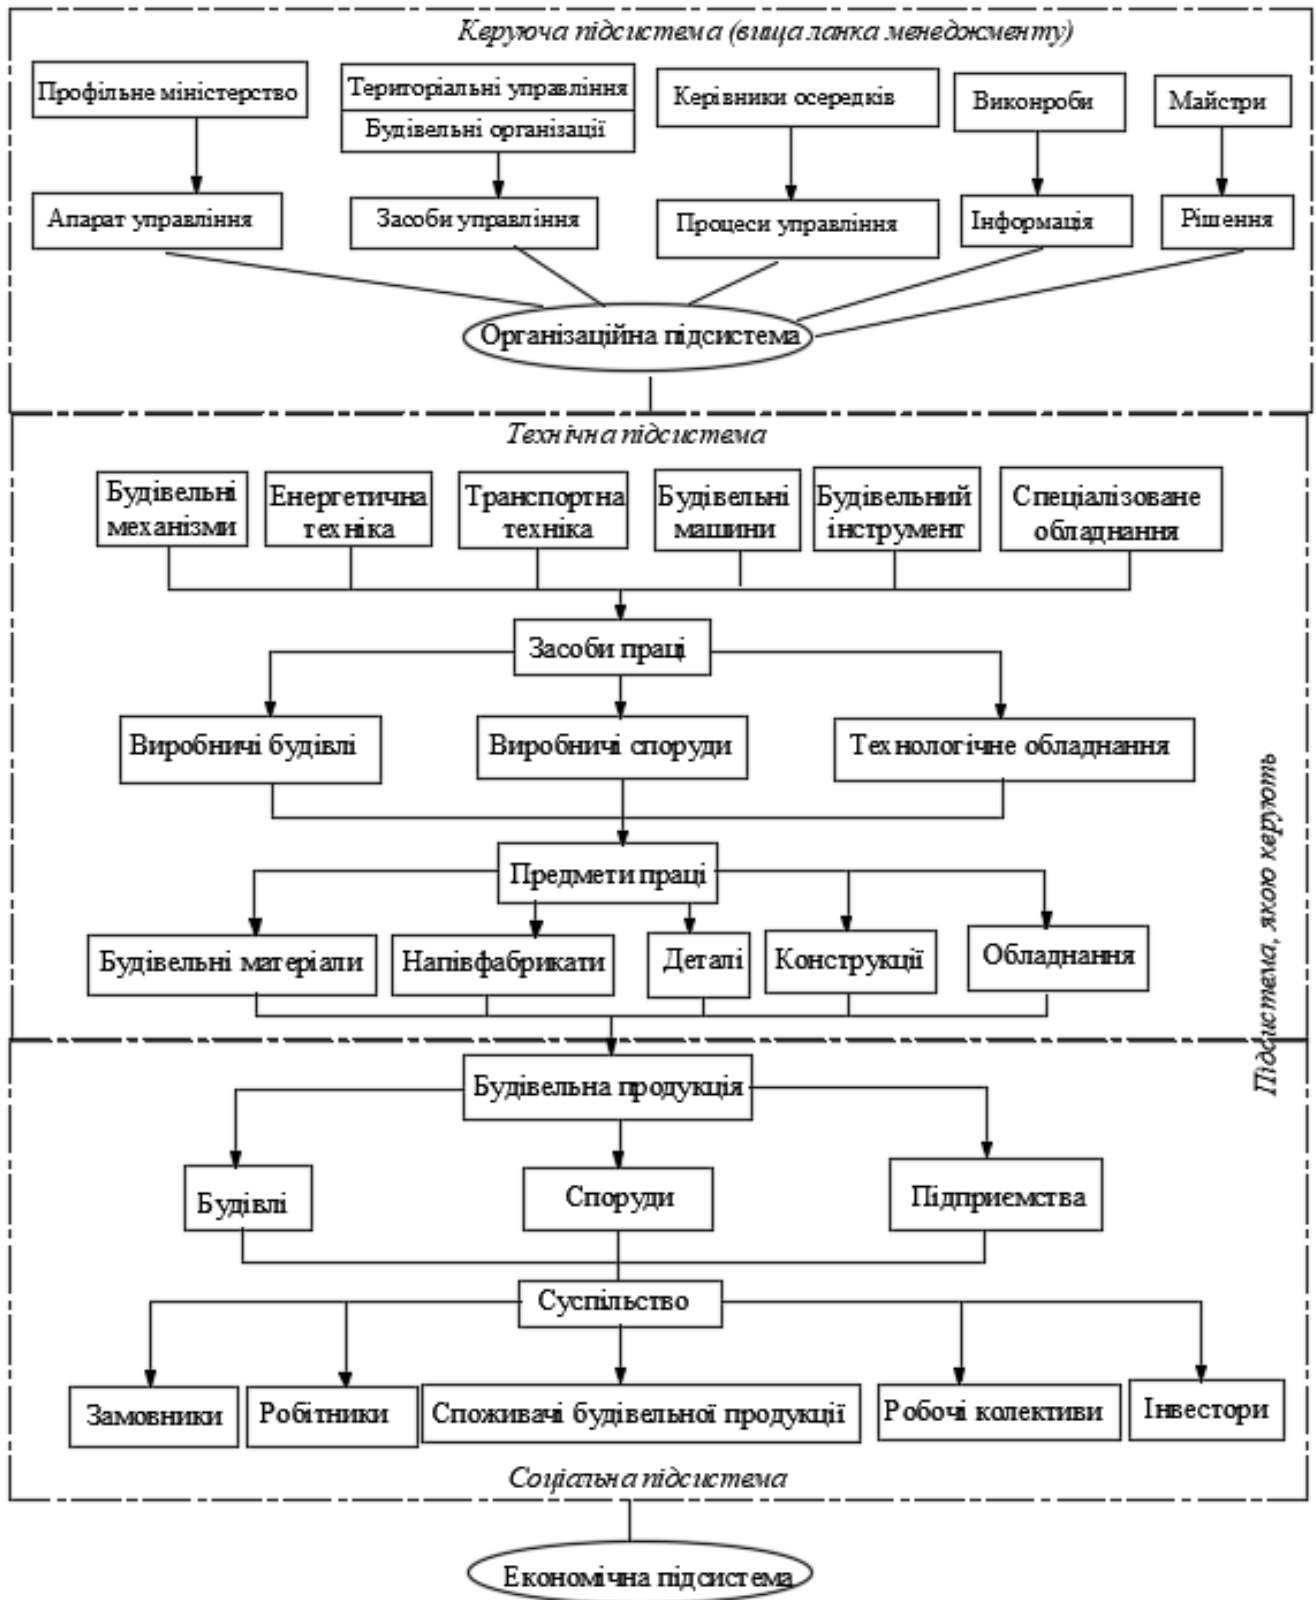 Керуюча підсистема (вища ланка менеджменту)
Профільне міністерство
Територіальні управління
Будівельні організації
Керівники осередків
Виконроби
Майстри
Апарат управління
Засоби управління
Процеси управління
Інформація
Рішення
Організаційна підсистема
Технічна підсистема
Будівельні
механізми
Енергетична
техніка
Транспортна
техніка
Будівельні
машини
Будівельний
інструмент
Спеціалізоване
обладнання
Засоби праці
Виробничі будівлі
Виробничі споруди
Технологічне обладнання
Підсистема, якою керують
Предмети праці
Будівельні матеріали
Напівфабрикати
Деталі
Конструкції
Обладнання
Будівельна продукція
Будівлі
Споруди
Підприємства
Суспільство
Замовники
Робітники
Споживачі будівельної продукції
Робочі колективи
Інвестори
Соціальна підсистема
Економічна підсистема